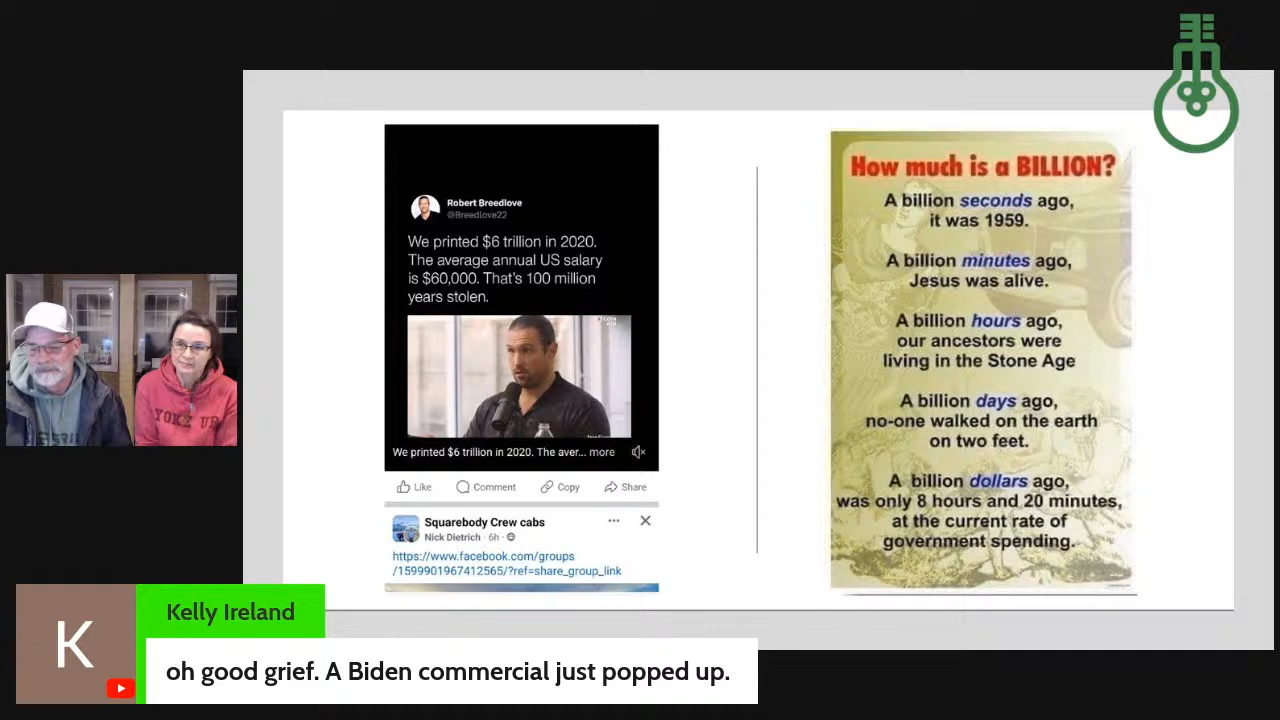 Robert Breedlove
@Breedlove22
We printed $6 trillion in 2020.
The average annual US salary
is $60,000. That's 100 million
years stolen.
We printed $6 trillion in 2020. The aver... more
Like
Comment
Copy
Share
Squarebody Crew cabs
Nick Dietrich · 6h ·
https://www.facebook.com/groups
/1599901967412565/?ref=share_group_link
How much is a BILLION?
A billion seconds ago,
it was 1959.
A billion minutes ago,
Jesus was alive.
A billion hours ago,
our ancestors were
living in the Stone Age
A billion days ago,
no-one walked on the earth
on two feet.
A billion dollars ago,
was only 8 hours and 20 minutes,
at the current rate of
government spending.
YOKE UP
K
Kelly Ireland
oh good grief. A Biden commercial just popped up.